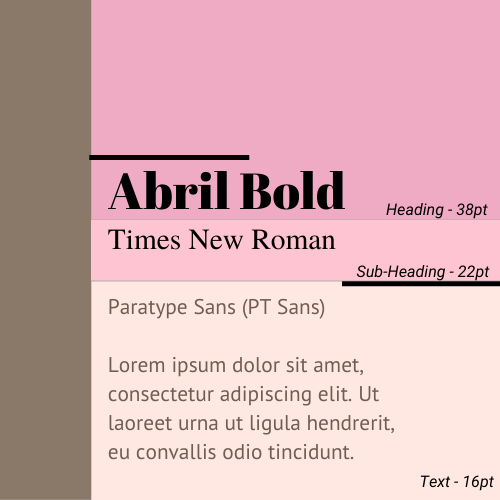 Abril Bold
Heading - 38pt
Times New Roman
Sub-Heading - 22pt
Paratype Sans (PT Sans)
Lorem ipsum dolor sit amet,
consectetur adipiscing elit. Ut
laoreet urna ut ligula hendrerit,
eu convallis odio tincidunt.
Text - 16pt